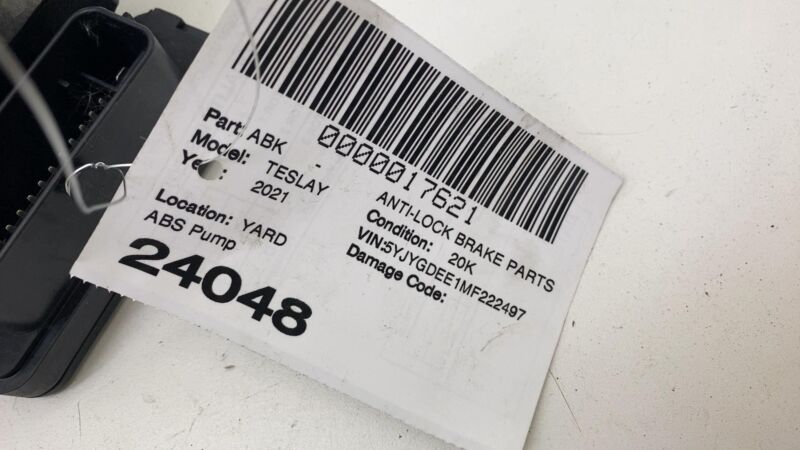 0000017621
Part: ABK - ANTI-LOCK BRAKE PARTS
Model: TESLAY Condition: 20K
Year: 2021 VIN:5YJYGDEE1MF222497
Damage Code:
Location: YARD
ABS Pump
24048